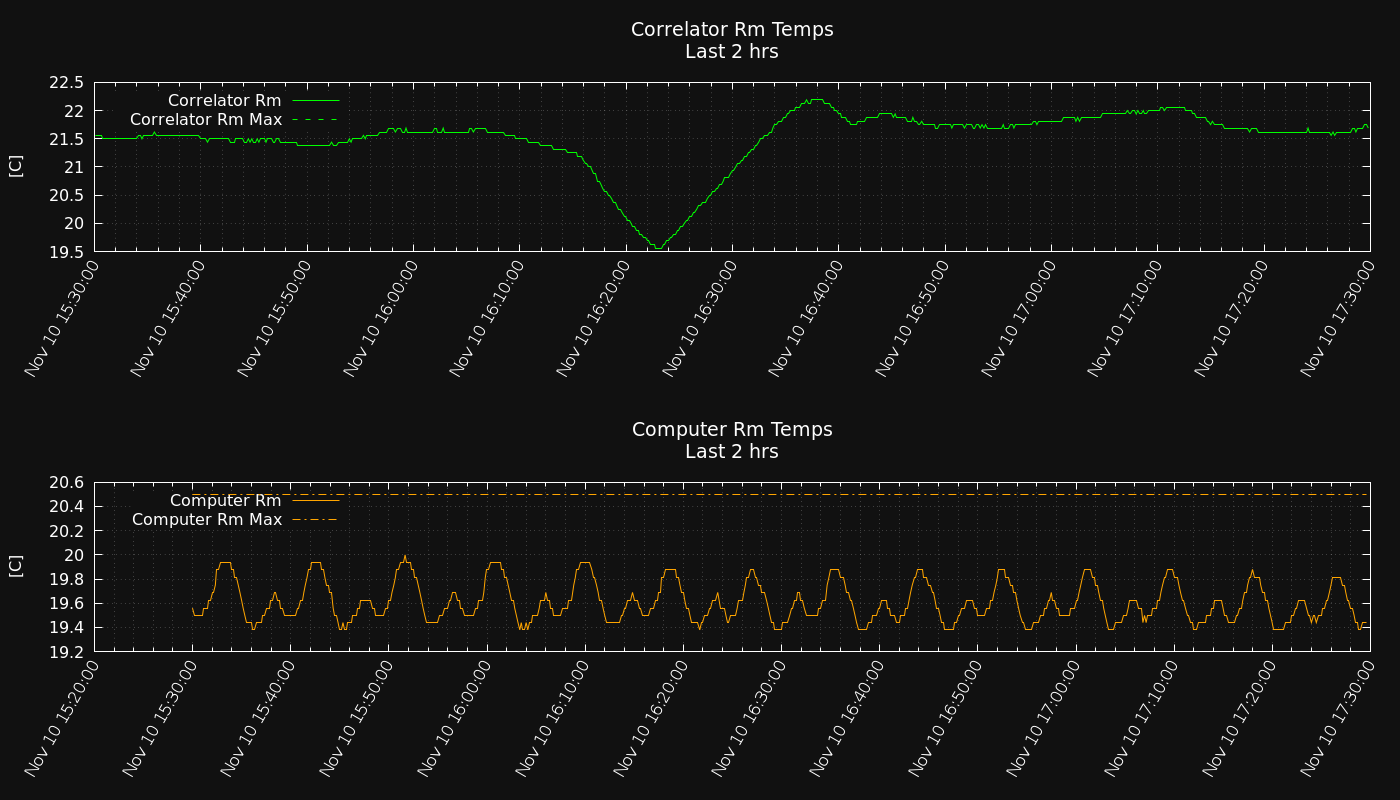 Correlator Rm Temps
Last 2 hrs
22.5
22
21.5
21
20.5
20
19.5
[C]
Correlator Rm
Correlator Rm Max
Nov 10 15:30:00
Nov 10 15:40:00
Nov 10 15:50:00
Nov 10 16:00:00
Nov 10 16:10:00
Nov 10 16:20:00
Nov 10 16:30:00
Nov 10 16:40:00
Nov 10 16:50:00
Nov 10 17:00:00
Nov 10 17:10:00
Nov 10 17:20:00
Nov 10 17:30:00
Computer Rm Temps
Last 2 hrs
20.6
20.4
20.2
20
19.8
19.6
19.4
19.2
[C]
Computer Rm
Computer Rm Max
Nov 10 15:20:00
Nov 10 15:30:00
Nov 10 15:40:00
Nov 10 15:50:00
Nov 10 16:00:00
Nov 10 16:10:00
Nov 10 16:20:00
Nov 10 16:30:00
Nov 10 16:40:00
Nov 10 16:50:00
Nov 10 17:00:00
Nov 10 17:10:00
Nov 10 17:20:00
Nov 10 17:30:00